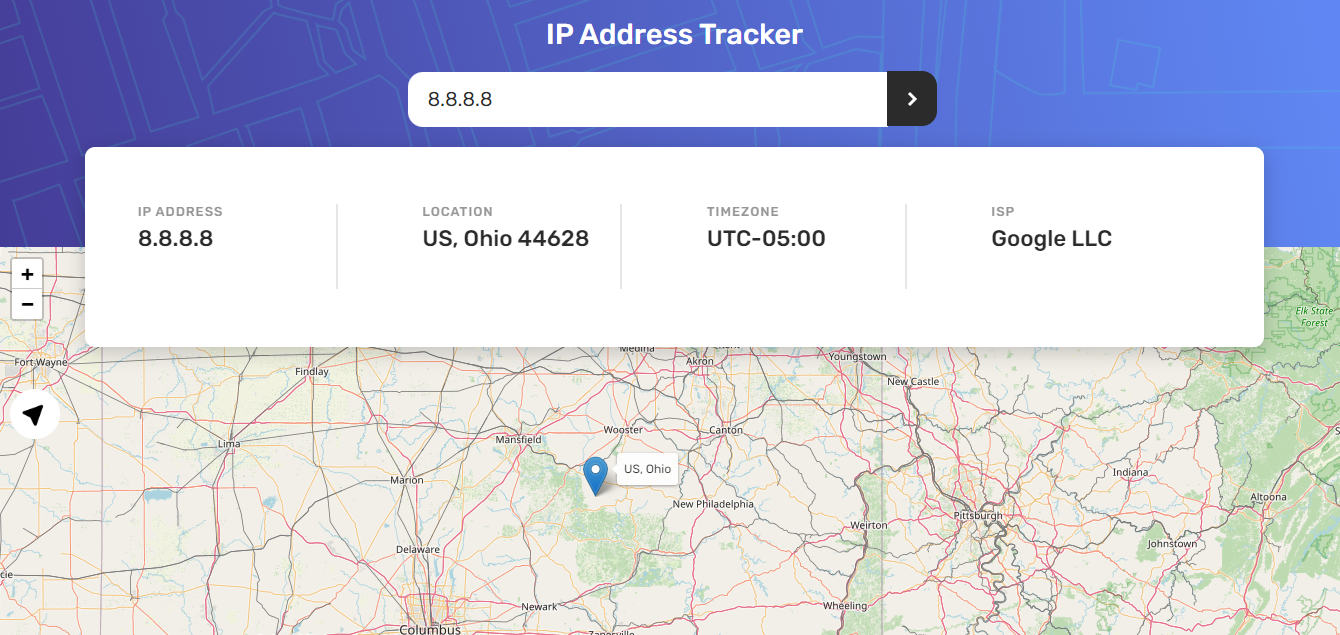 IP Address Tracker
8.8.8.8
IP ADDRESS
8.8.8.8
LOCATION
US, Ohio 44628
TIMEZONE
UTC-05:00
ISP
Google LLC
+
−
Elk State
Forest
Medina
Akron
Youngstown
Fort Wayne
Findlay
New Castle
Wooster
Canton
Mansfield
Lima
US, Ohio
Indiana
Marion
Altoona
New Philadelphia
Pittsburgh
Weirton
Johnstown
Delaware
Newark
Wheeling
Columbus
Zanesville